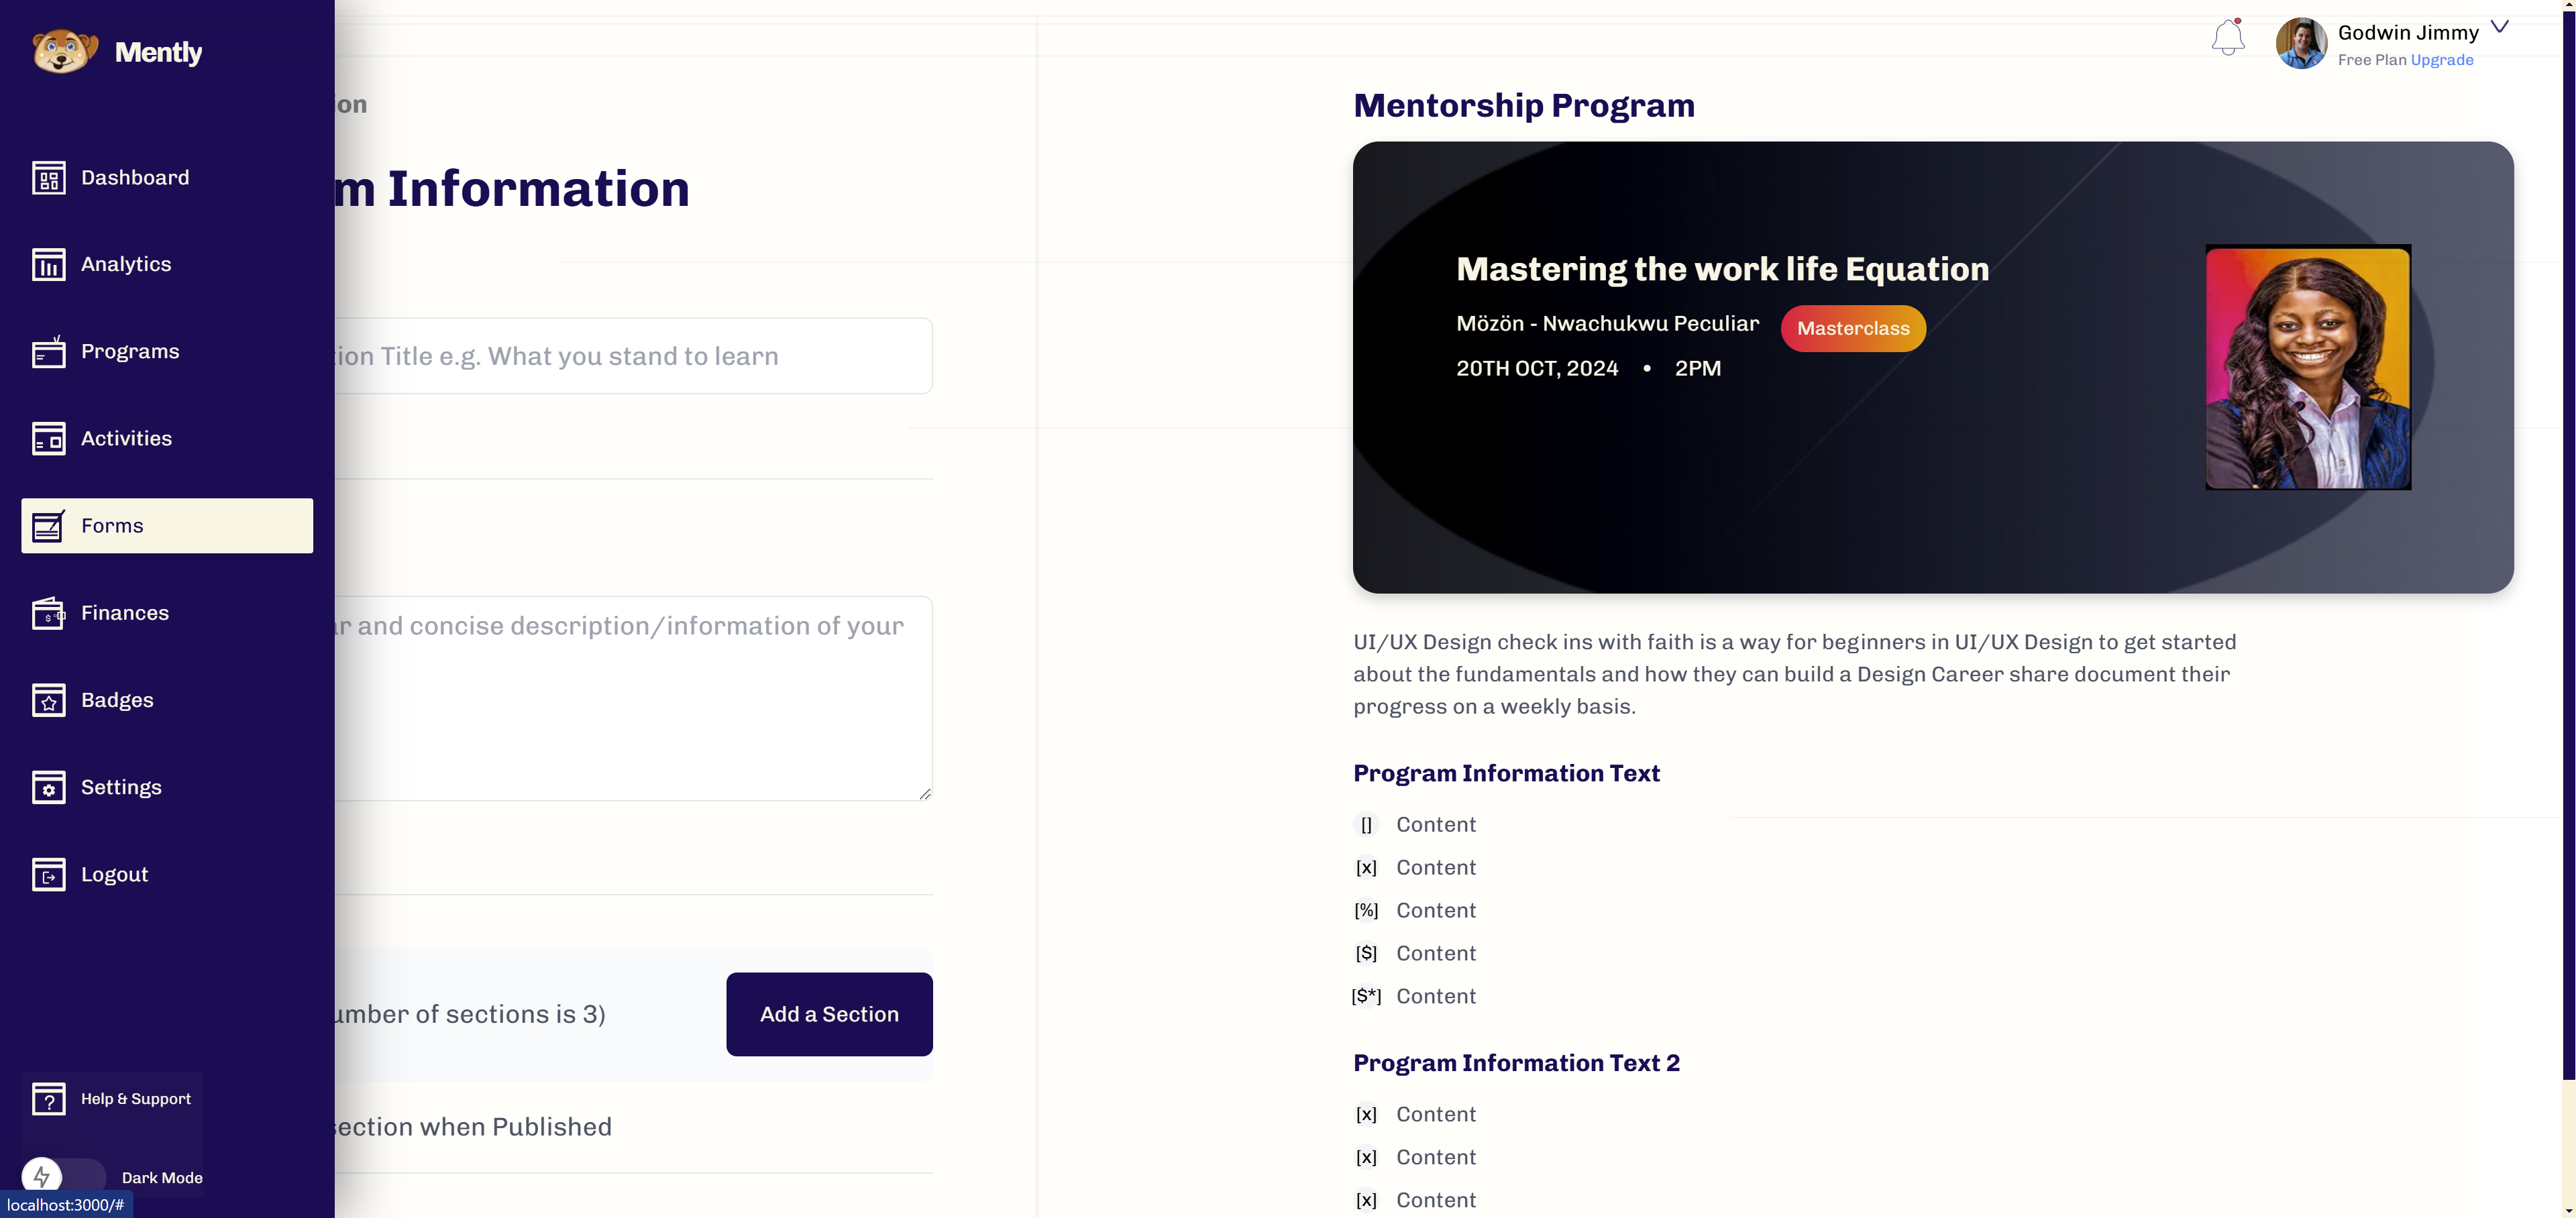 Mently
Dashboard
Analytics
Programs
Activities
Forms
Finances
Badges
Settings
Logout
Help & Support
Dark Mode
localhost:3000/#
Information
Title e.g. What you stand to learn
and concise description/information of your
of sections is 3)
Add a Section
when Published
Godwin Jimmy
Free Plan Upgrade
Mentorship Program
Mastering the work life Equation
Mözön - Nwachukwu Peculiar
Masterclass
20TH OCT, 2024 • 2PM
UI/UX Design check ins with faith is a way for beginners in UI/UX Design to get started
about the fundamentals and how they can build a Design Career share document their
progress on a weekly basis.
Program Information Text
[] Content
[x] Content
[%] Content
[$] Content
[$*] Content
Program Information Text 2
[x] Content
[x] Content
[x] Content